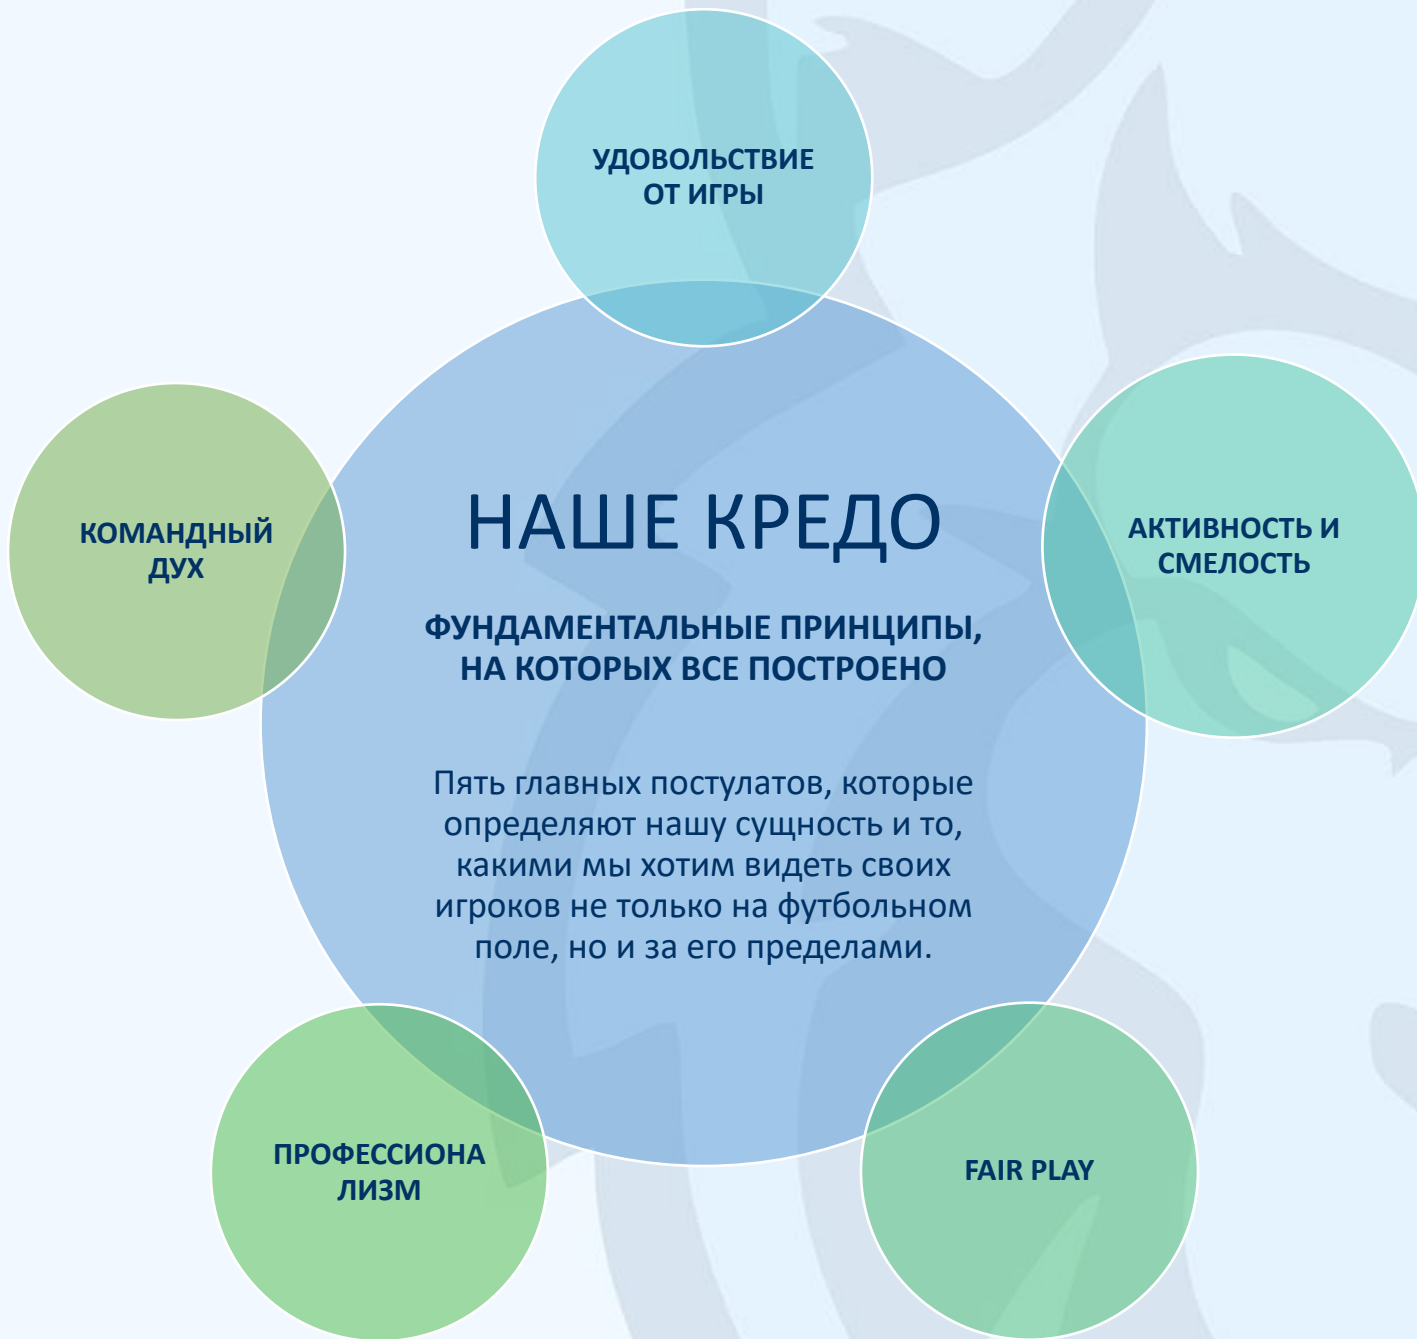 УДОВОЛЬСТВИЕ
ОТ ИГРЫ
КОМАНДНЫЙ
ДУХ
НАШЕ КРЕДО
ФУНДАМЕНТАЛЬНЫЕ ПРИНЦИПЫ,
НА КОТОРЫХ ВСЕ ПОСТРОЕНО
Пять главных постулатов, которые
определяют нашу сущность и то,
какими мы хотим видеть своих
игроков не только на футбольном
поле, но и за его пределами.
АКТИВНОСТЬ И
СМЕЛОСТЬ
ПРОФЕССИОНА
ЛИЗМ
FAIR PLAY